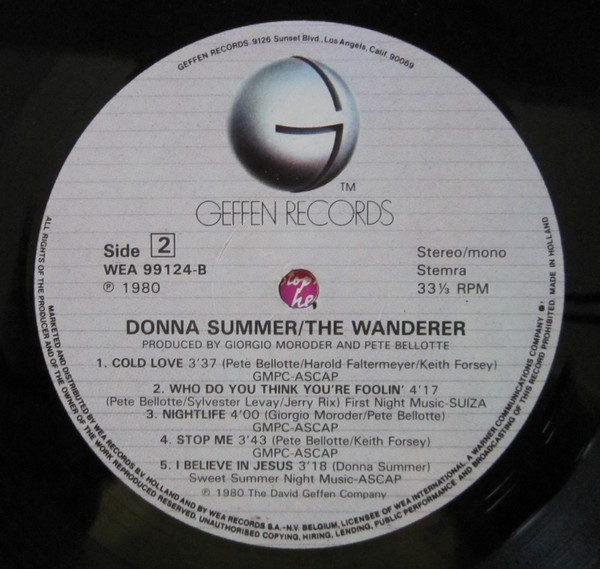 GEFFEN RECORDS. 9126 Sunset Blvd., Los Angeles, Calif. 90069
TM
GEFFEN RECORDS
Side 2
WEA 99124-B
℗ 1980
Stereo/mono
Stemra
33⅓ RPM
DONNA SUMMER/THE WANDERER
PRODUCED BY GIORGIO MORODER AND PETE BELLOTTE
1. COLD LOVE 3'37 (Pete Bellotte/Harold Faltermeyer/Keith Forsey)
GMPC-ASCAP
2. WHO DO YOU THINK YOU'RE FOOLIN' 4'17
(Pete Bellotte/Sylvester Levay/Jerry Rix) First Night Music-SUIZA
3. NIGHTLIFE 4'00 (Giorgio Moroder/Pete Bellotte)
GMPC-ASCAP
4. STOP ME 3'43 (Pete Bellotte/Keith Forsey)
GMPC-ASCAP
5. I BELIEVE IN JESUS 3'18 (Donna Summer)
Sweet Summer Night Music-ASCAP
℗ 1980 The David Geffen Company
MARKETED AND DISTRIBUTED BY WEA RECORDS B.V. HOLLAND AND BY WEA RECORDS S.A.-N.V. BELGIUM, LICENSEE OF WEA INTERNATIONAL, A WARNER COMMUNICATIONS COMPANY
ALL RIGHTS OF THE PRODUCER AND OF THE OWNER OF THE WORK REPRODUCED RESERVED. UNAUTHORISED COPYING, HIRING, LENDING, PUBLIC PERFORMANCE AND BROADCASTING OF THIS RECORD PROHIBITED. MADE IN HOLLAND